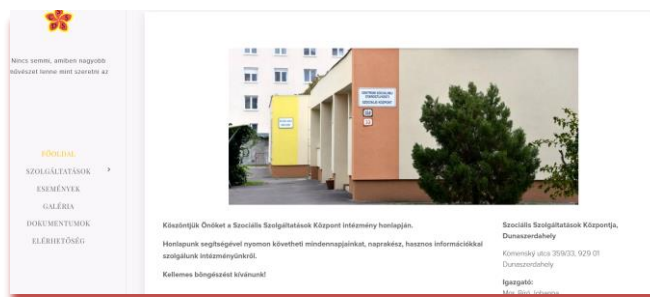 Nincs semmi, amiben nagyobb
művészet lenne mint szeretni az
FŐOLDAL
SZOLGÁLTATÁSOK
ESEMÉNYEK
GALÉRIA
DOKUMENTUMOK
ELÉRHETŐSÉG
Köszöntjük Önöket a Szociális Szolgáltatások Központ intézmény honlapján.
Honlapunk segítségével nyomon követheti mindennapjainkat, naprakész, hasznos információkkal
szolgálunk intézményünkről.
Kellemes böngészést kívánunk!
Szociális Szolgáltatások Központja,
Dunaszerdahely
Komenský utca 359/33, 929 01
Dunaszerdahely
Igazgató: